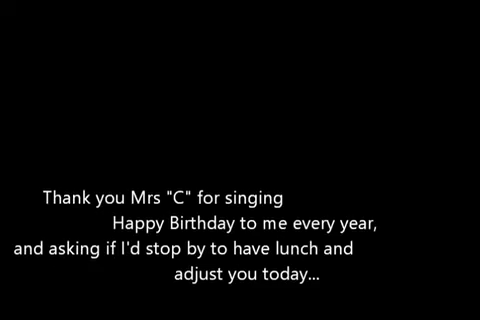 Thank you Mrs "C" for singing
Happy Birthday to me every year,
and asking if I'd stop by to have lunch and
adjust you today...